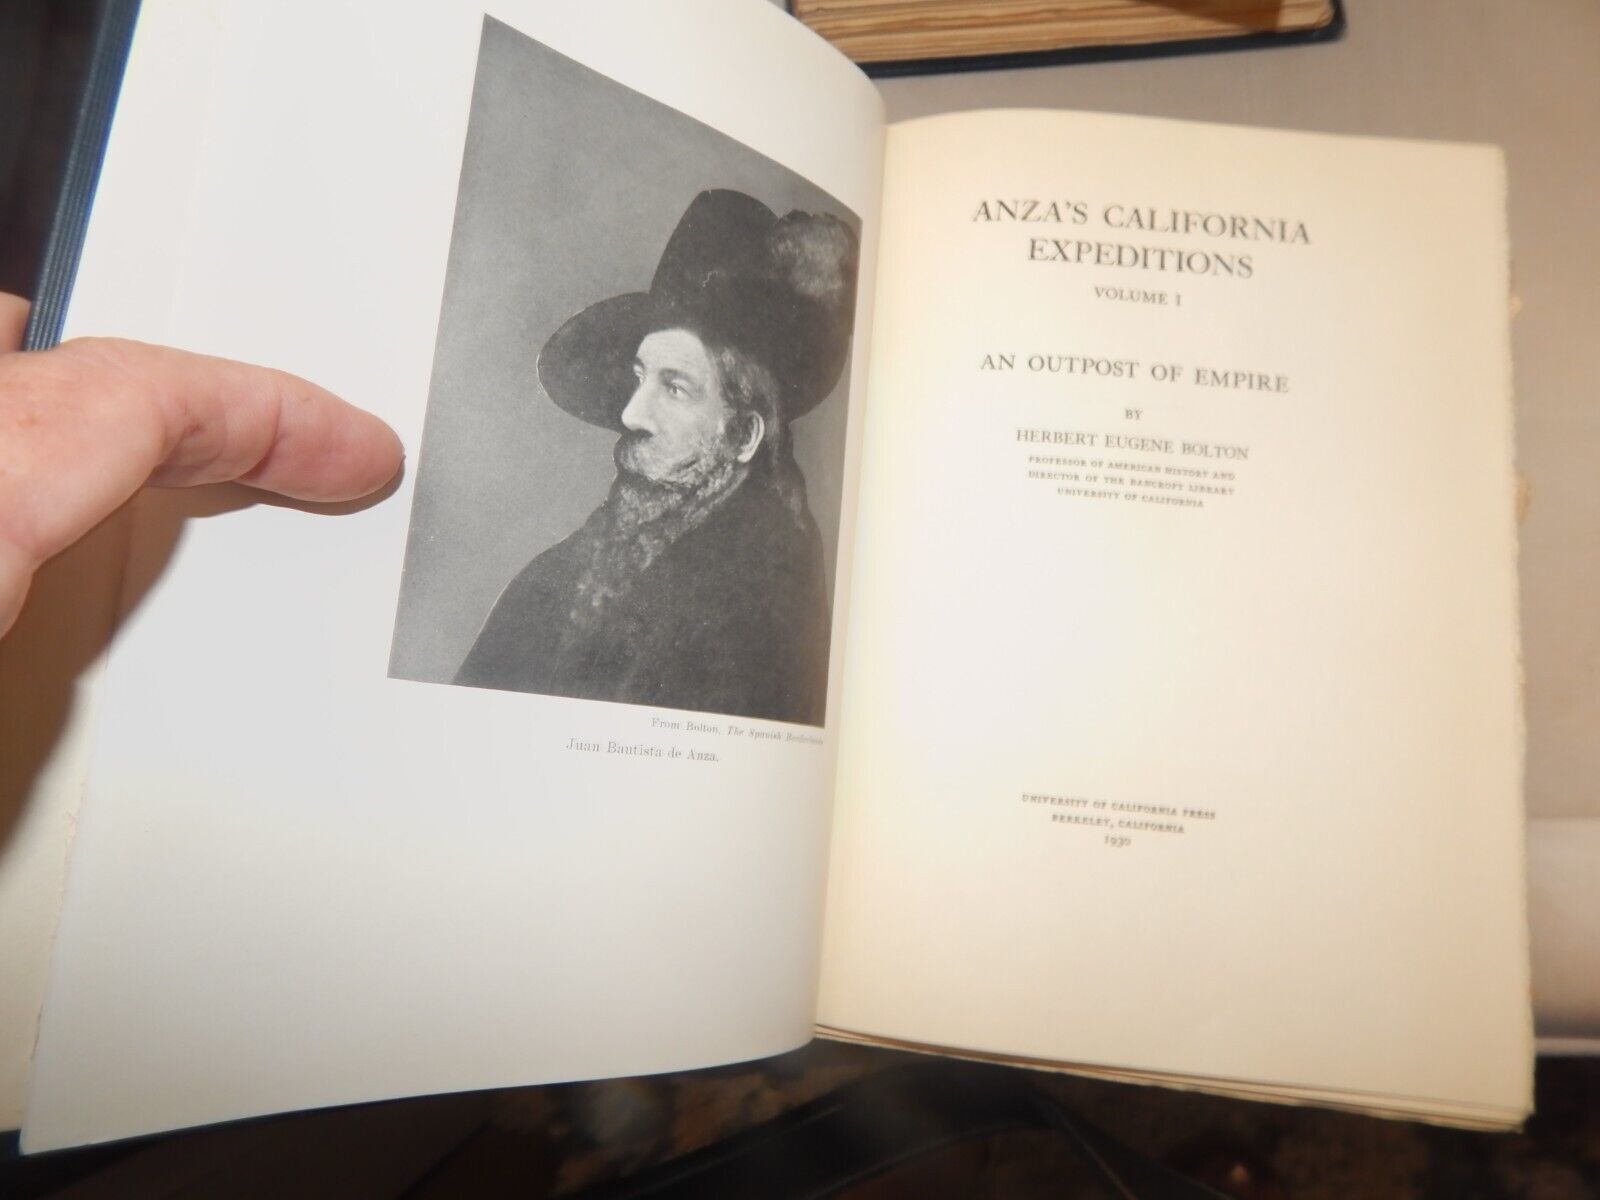 From Bolton, The Spanish Borderlands
Juan Bautista de Anza.
ANZA'S CALIFORNIA
EXPEDITIONS
VOLUME I
AN OUTPOST OF EMPIRE
BY
HERBERT EUGENE BOLTON
PROFESSOR OF AMERICAN HISTORY AND
DIRECTOR OF THE BANCROFT LIBRARY
UNIVERSITY OF CALIFORNIA
UNIVERSITY OF CALIFORNIA PRESS
BERKELEY, CALIFORNIA
1930